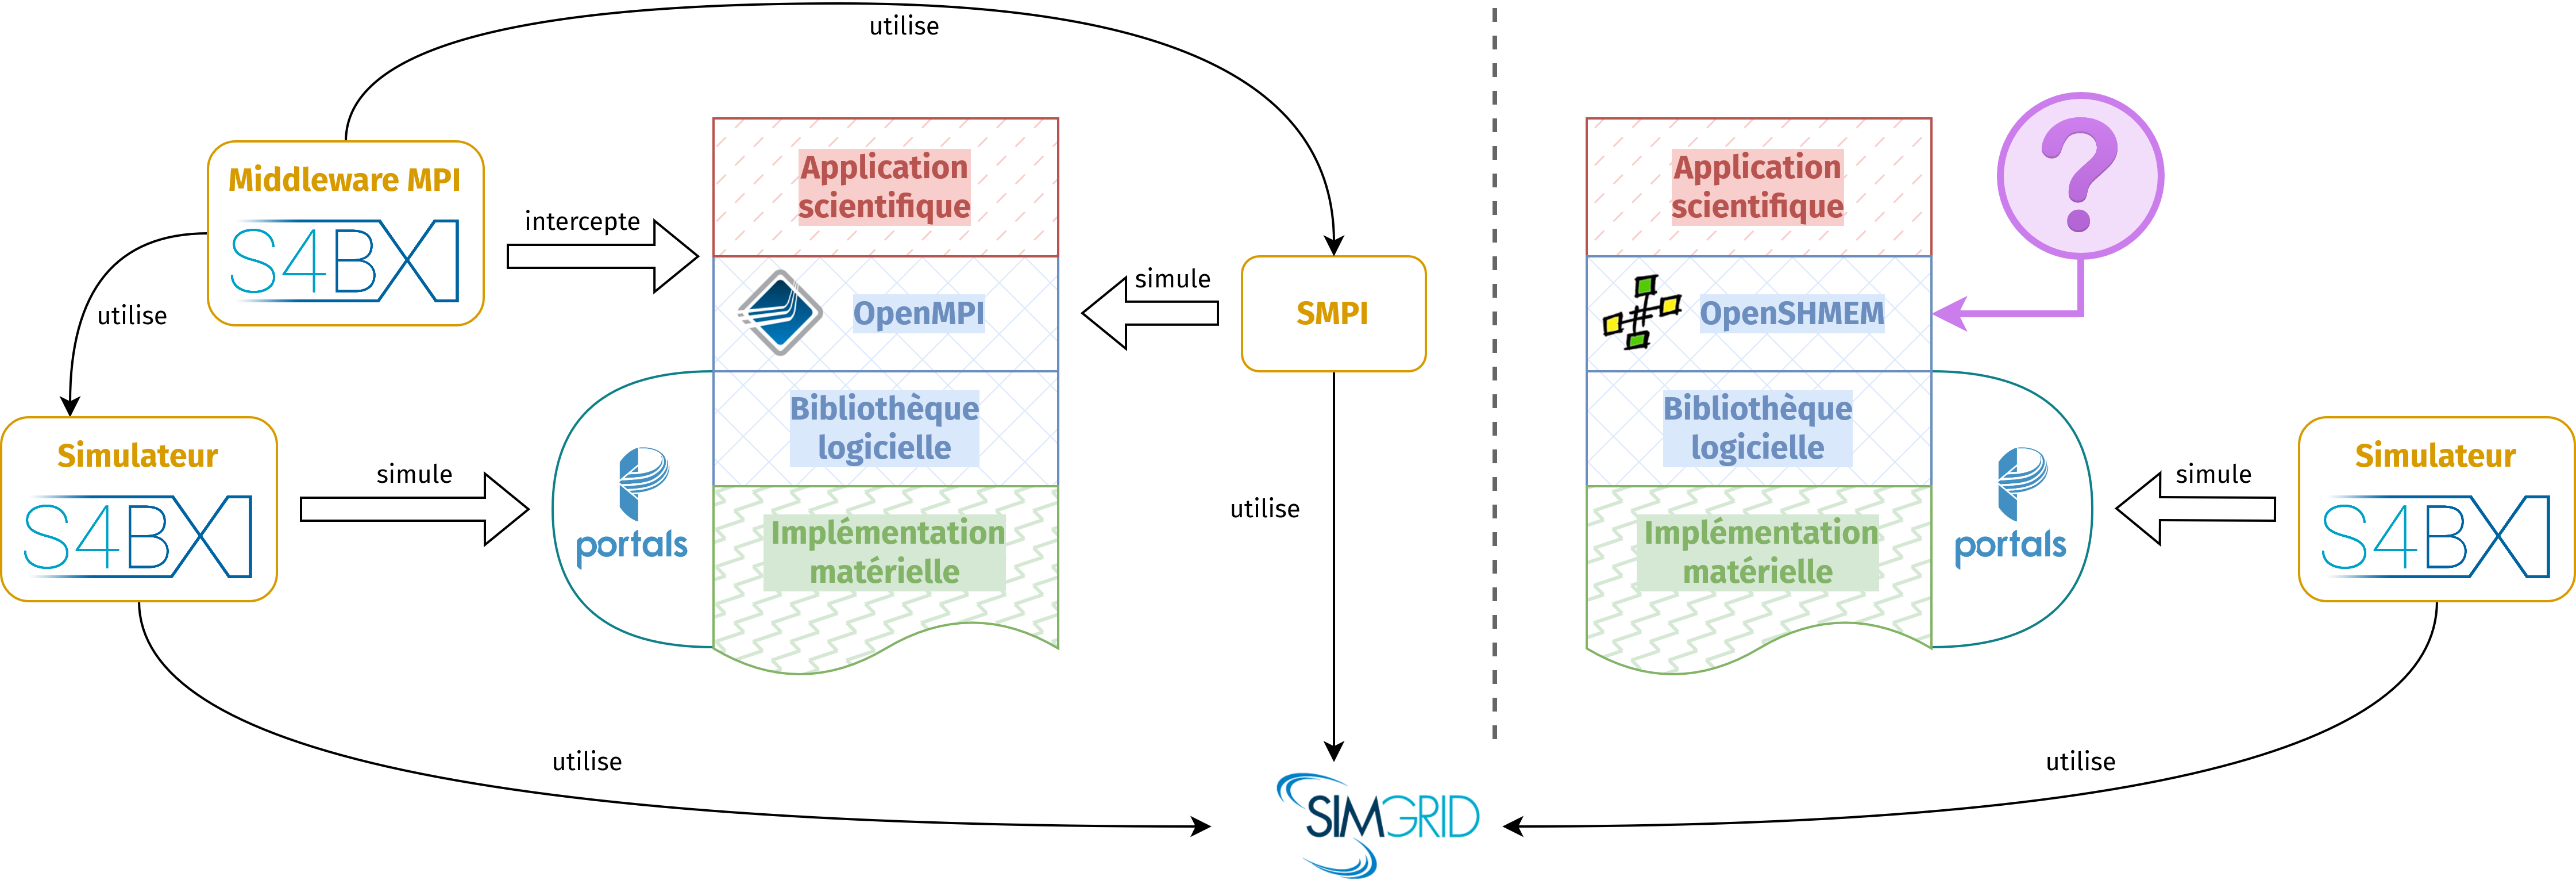 utilise
Middleware MPI
S4BXI
intercepte
utilise
Application
scientifique
OpenMPI
simule
SMPI
Simulateur
S4BXI
simule
portals
Bibliothèque
logicielle
Implémentation
matérielle
utilise
utilise
SIMGRID
Application
scientifique
?
OpenSHMEM
Bibliothèque
logicielle
Implémentation
matérielle
portals
simule
Simulateur
S4BXI
utilise